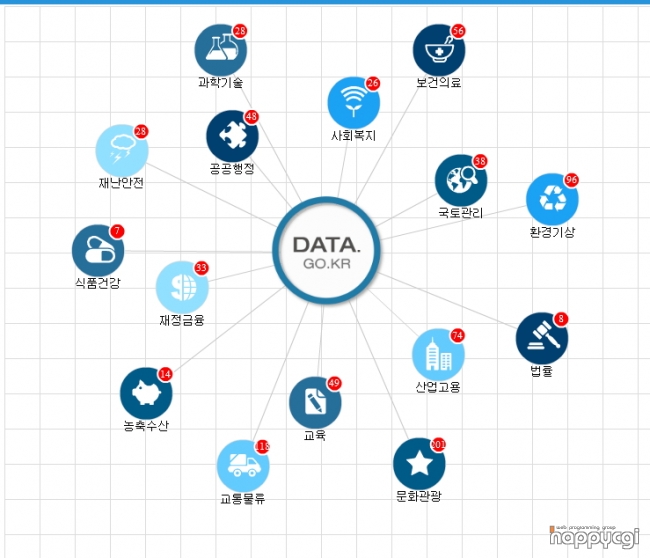 28
과학기술
56
보건의료
26
사회복지
48
공공행정
28
재난안전
38
국토관리
96
환경기상
DATA.
GO.KR
7
식품건강
33
재정금융
8
법률
74
산업고용
14
농축수산
49
교육
118
교통물류
201
문화관광
web programming group
happycgi